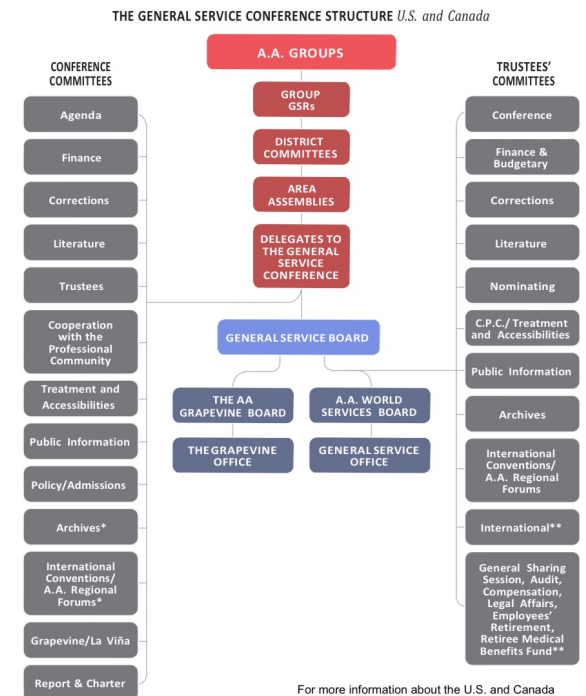 THE GENERAL SERVICE CONFERENCE STRUCTURE U.S. and Canada
CONFERENCE
COMMITTEES
Agenda
Finance
Corrections
Literature
Trustees
Cooperation
with the
Professional
Community
Treatment and
Accessibilities
Public Information
Policy/Admissions
Archives*
International
Conventions/
A.A. Regional
Forums*
Grapevine/La Viña
Report & Charter
A.A. GROUPS
GROUP
GSRs
DISTRICT
COMMITTEES
AREA
ASSEMBLIES
DELEGATES TO
THE GENERAL
SERVICE
CONFERENCE
GENERAL SERVICE BOARD
THE AA
GRAPEVINE BOARD
THE GRAPEVINE
OFFICE
A.A. WORLD
SERVICES BOARD
GENERAL SERVICE
OFFICE
TRUSTEES'
COMMITTEES
Conference
Finance &
Budgetary
Corrections
Literature
Nominating
C.P.C./ Treatment
and Accessibilities
Public Information
Archives
International
Conventions/
A.A. Regional
Forums
International**
General Sharing
Session, Audit,
Compensation,
Legal Affairs,
Employees'
Retirement,
Retiree Medical
Benefits Fund**
For more information about the U.S. and Canada